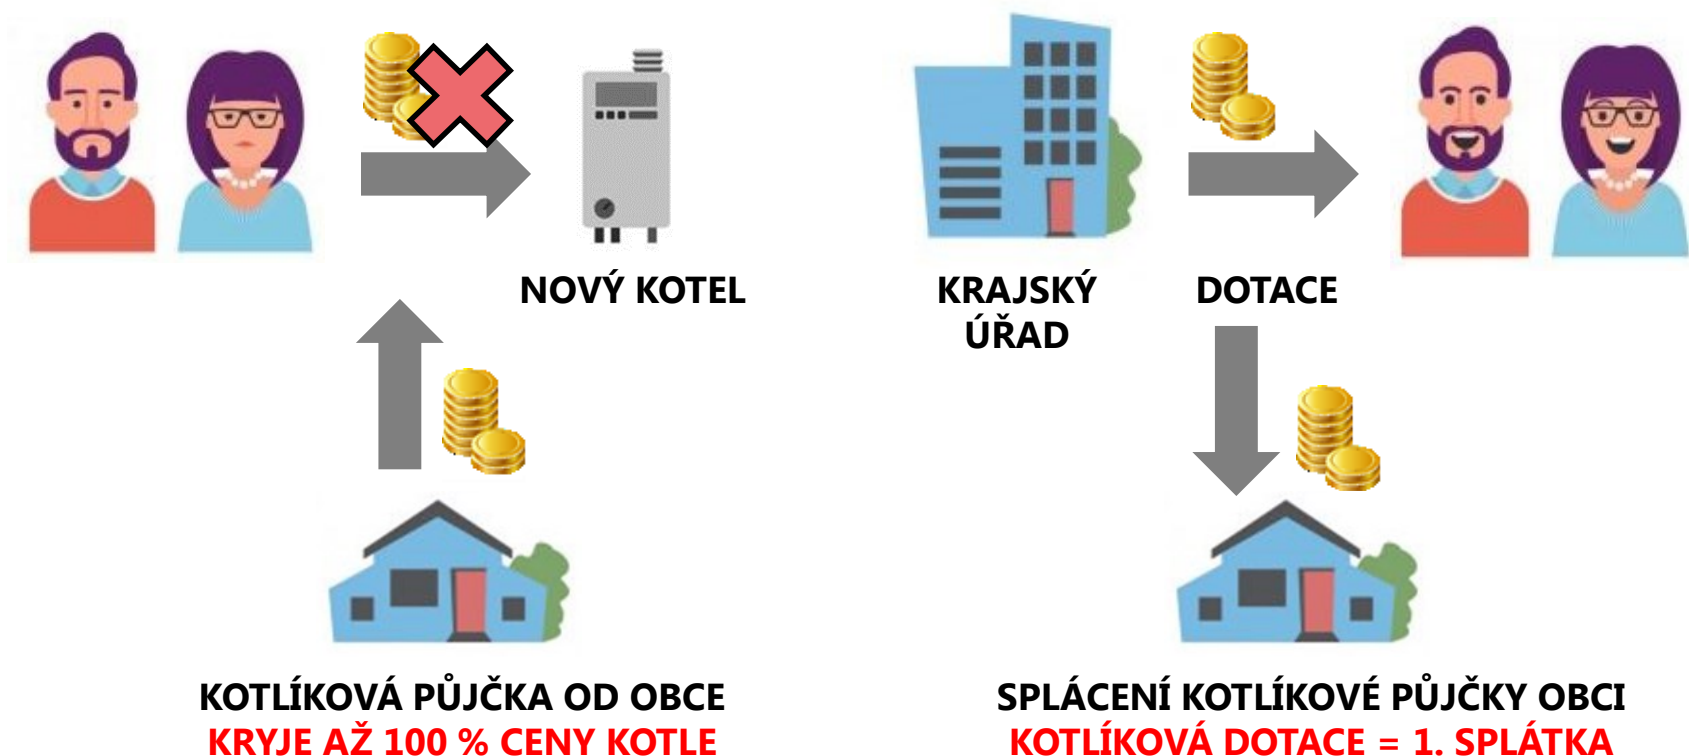 NOVÝ KOTEL
KOTLÍKOVÁ PŮJČKA OD OBCE
KRYJE AŽ 100 % CENY KOTLE
KRAJSKÝ
ÚŘAD
DOTACE
SPLÁCENÍ KOTLÍKOVÉ PŮJČKY OBCI
KOTLÍKOVÁ DOTACE = 1. SPLÁTKA